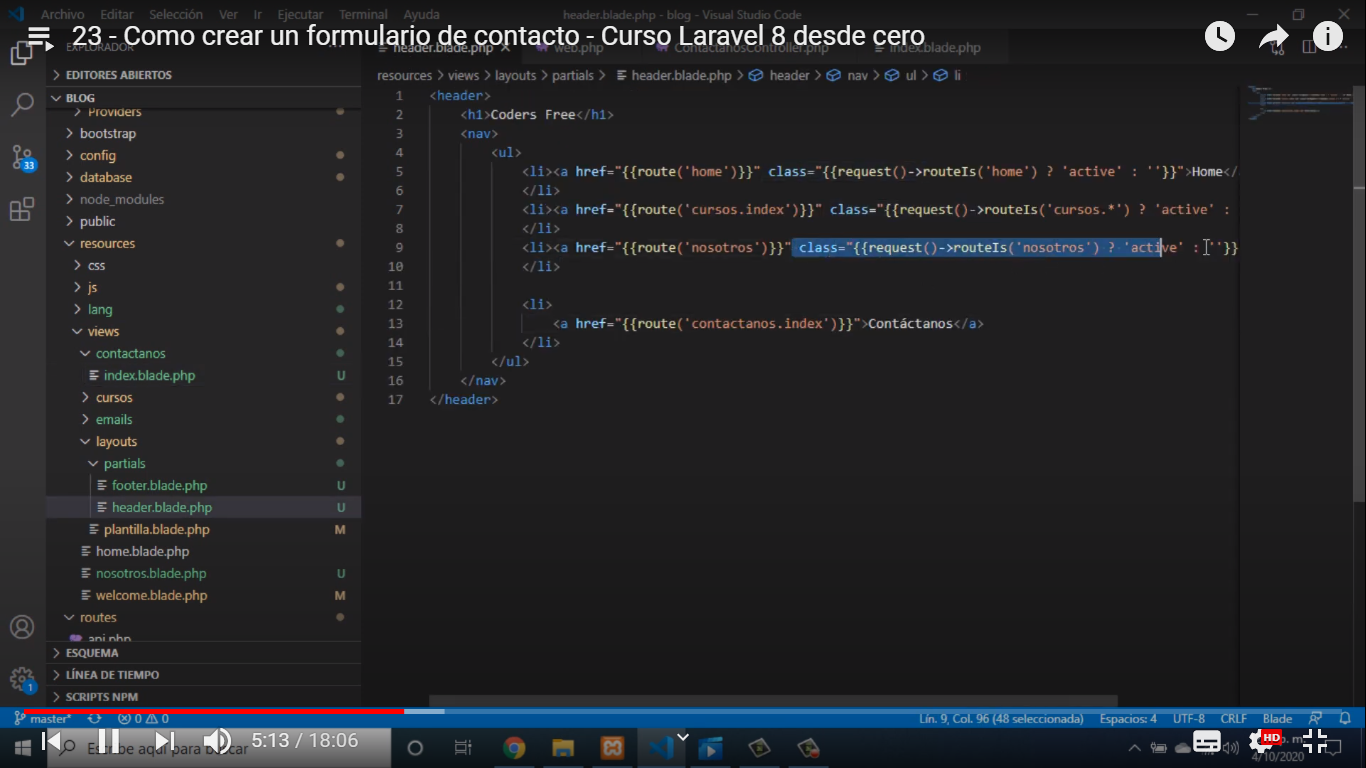 Archivo Editar Selección Ver Ir Ejecutar Terminal Ayuda header.blade.php - blog - Visual Studio Code
23 - Como crear un formulario de contacto - Curso Laravel 8 desde cero
EXPLORADOR header.blade.php web.php ContactanosController.php index.blade.php
EDITORES ABIERTOS
resources > views > layouts > partials > header.blade.php > header > nav > ul > li
BLOG
Providers
bootstrap
config
database
node_modules
public
resources
css
js
lang
views
contactanos
index.blade.php U
cursos
emails
layouts
partials
footer.blade.php U
header.blade.php U
plantilla.blade.php M
home.blade.php
nosotros.blade.php U
welcome.blade.php M
routes
api.php
ESQUEMA
LÍNEA DE TIEMPO
SCRIPTS NPM
33
1
1 <header>
2 <h1>Coders Free</h1>
3 <nav>
4 <ul>
5 <li><a href="{{route('home')}}" class="{{request()->routeIs('home') ? 'active' : ''}}">Home</
6 </li>
7 <li><a href="{{route('cursos.index')}}" class="{{request()->routeIs('cursos.*') ? 'active' :
8 </li>
9 <li><a href="{{route('nosotros')}}" class="{{request()->routeIs('nosotros') ? 'active' : ''}}
10 </li>
11
12 <li>
13 <a href="{{route('contactanos.index')}}">Contáctanos</a>
14 </li>
15 </ul>
16 </nav>
17 </header>
master* 0 0 Lín. 9, Col. 96 (48 seleccionada) Espacios: 4 UTF-8 CRLF Blade
Escribe aquí para buscar
5:13 / 18:06
HD
4/10/2020